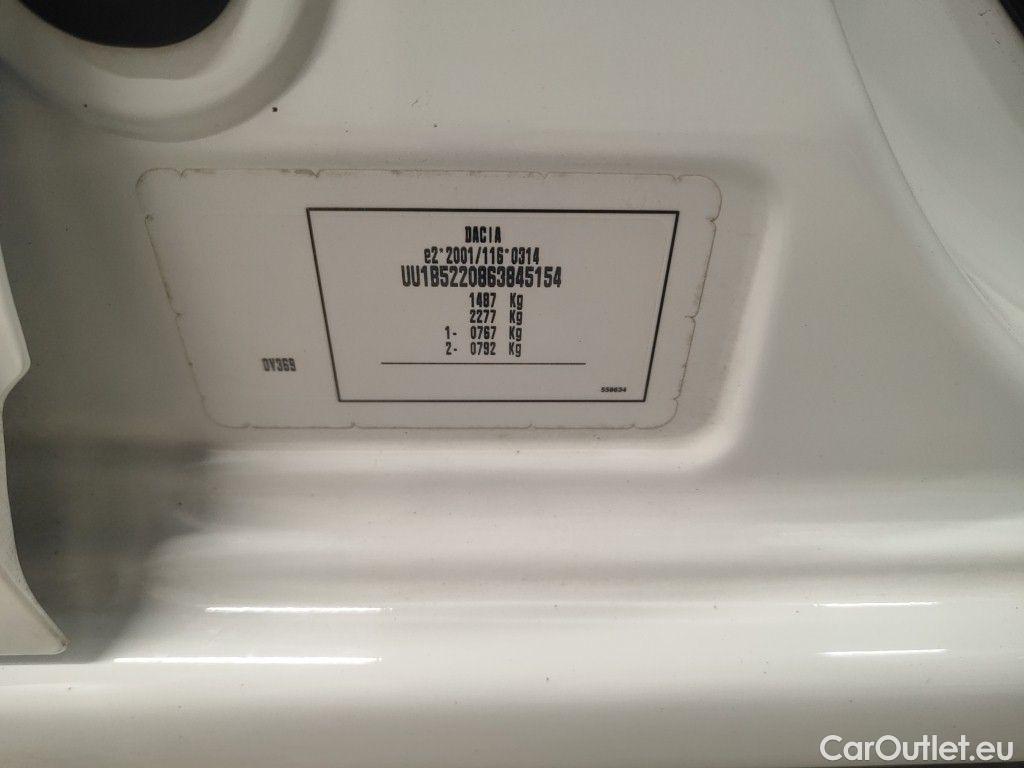 DACIA
e2*2001/116*0314
UU1B5220863845154
1487 Kg
2277 Kg
1- 0767 Kg
2- 0792 Kg
DV369
558634
CarOutlet.eu